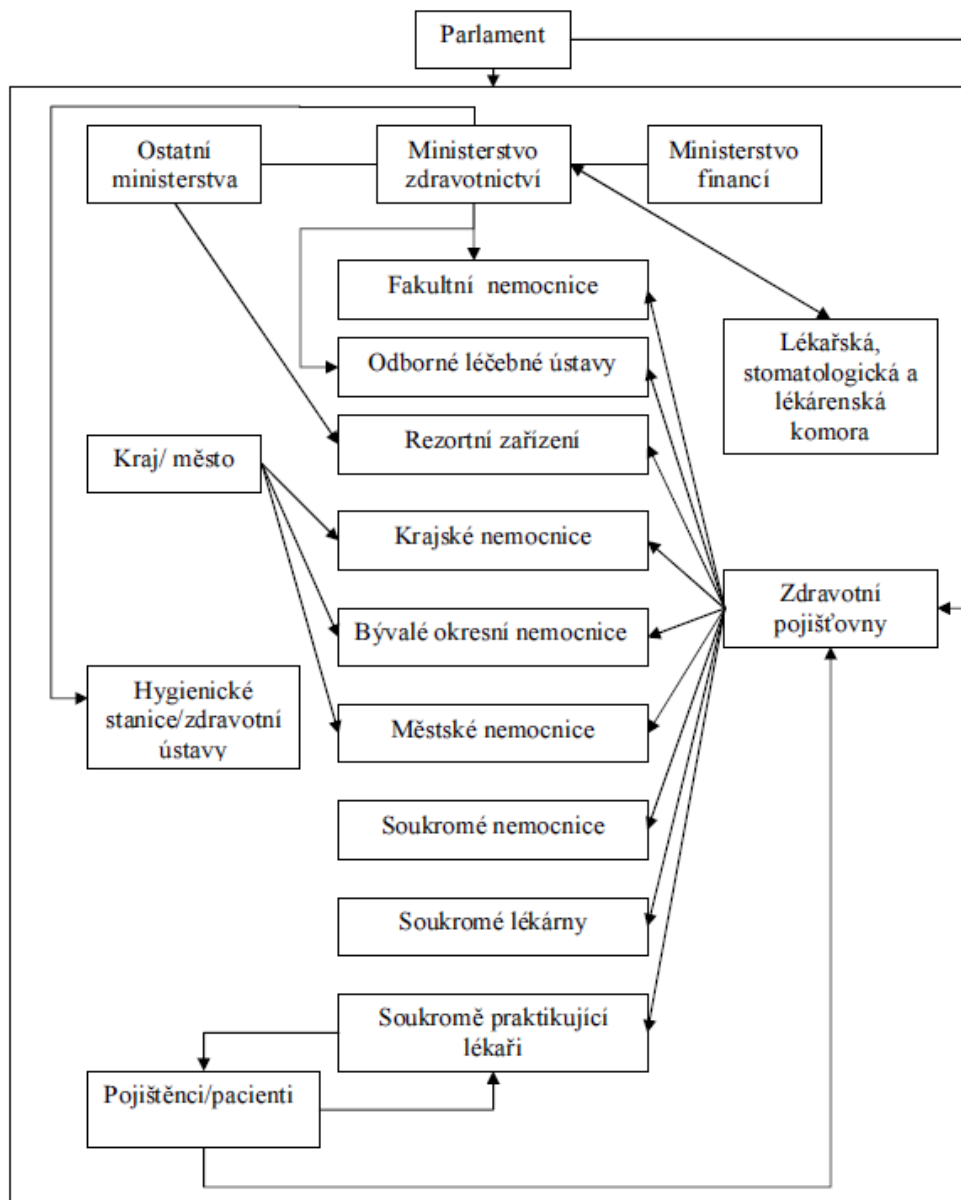 Parlament
Ostatní
ministerstva
Ministerstvo
zdravotnictví
Ministerstvo
financí
Fakultní nemocnice
Odborné léčebné ústavy
Lékařská,
stomatologická a
lékárenská
komora
Rezortní zařízení
Kraj/ město
Krajské nemocnice
Zdravotní
pojišťovny
Bývalé okresní nemocnice
Hygienické
stanice/zdravotní
ústavy
Městské nemocnice
Soukromé nemocnice
Soukromé lékárny
Soukromě praktikující
lékaři
Pojištěnci/pacienti